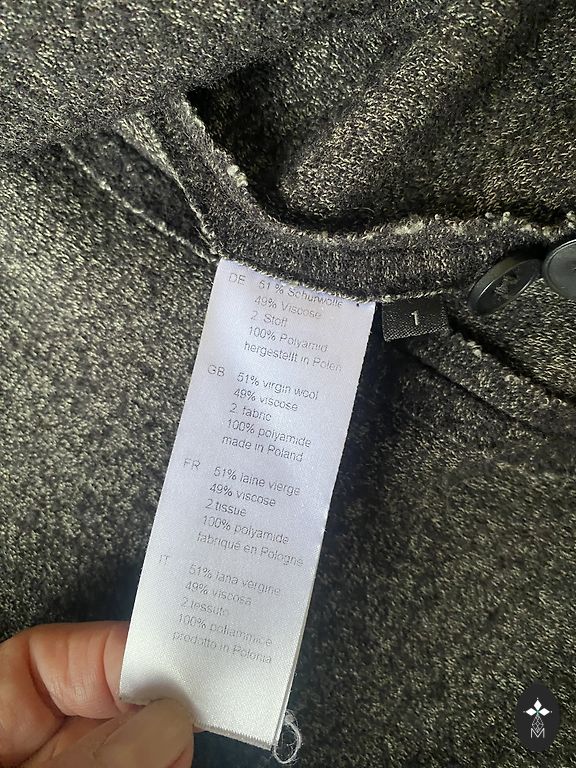 DE 51 % Schurwolle
49% Viscose
2. Stoff
100% Polyamid
hergestellt in Polen
GB 51% virgin wool
49% viscose
2. fabric
100% polyamide
made in Poland
FR 51% laine vierge
49% viscose
2.tissue
100% polyamide
fabriqué en Pologne
IT 51% lana vergine
49% viscosa
2.tessuto
100% poliammice
prodotto in Polonia
1
M